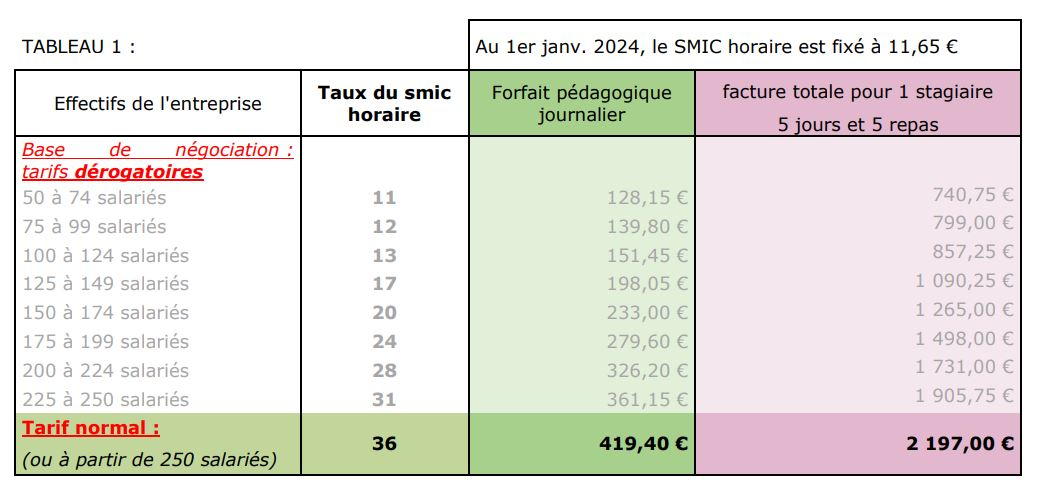 TABLEAU 1 :
Au 1er janv. 2024, le SMIC horaire est fixé à 11,65 €
Effectifs de l'entreprise
Taux du smic
horaire
Forfait pédagogique
journalier
facture totale pour 1 stagiaire
5 jours et 5 repas
Base de négociation :
tarifs dérogatoires
50 à 74 salariés 11 128,15 € 740,75 €
75 à 99 salariés 12 139,80 € 799,00 €
100 à 124 salariés 13 151,45 € 857,25 €
125 à 149 salariés 17 198,05 € 1 090,25 €
150 à 174 salariés 20 233,00 € 1 265,00 €
175 à 199 salariés 24 279,60 € 1 498,00 €
200 à 224 salariés 28 326,20 € 1 731,00 €
225 à 250 salariés 31 361,15 € 1 905,75 €
Tarif normal :
(ou à partir de 250 salariés)
36 419,40 € 2 197,00 €